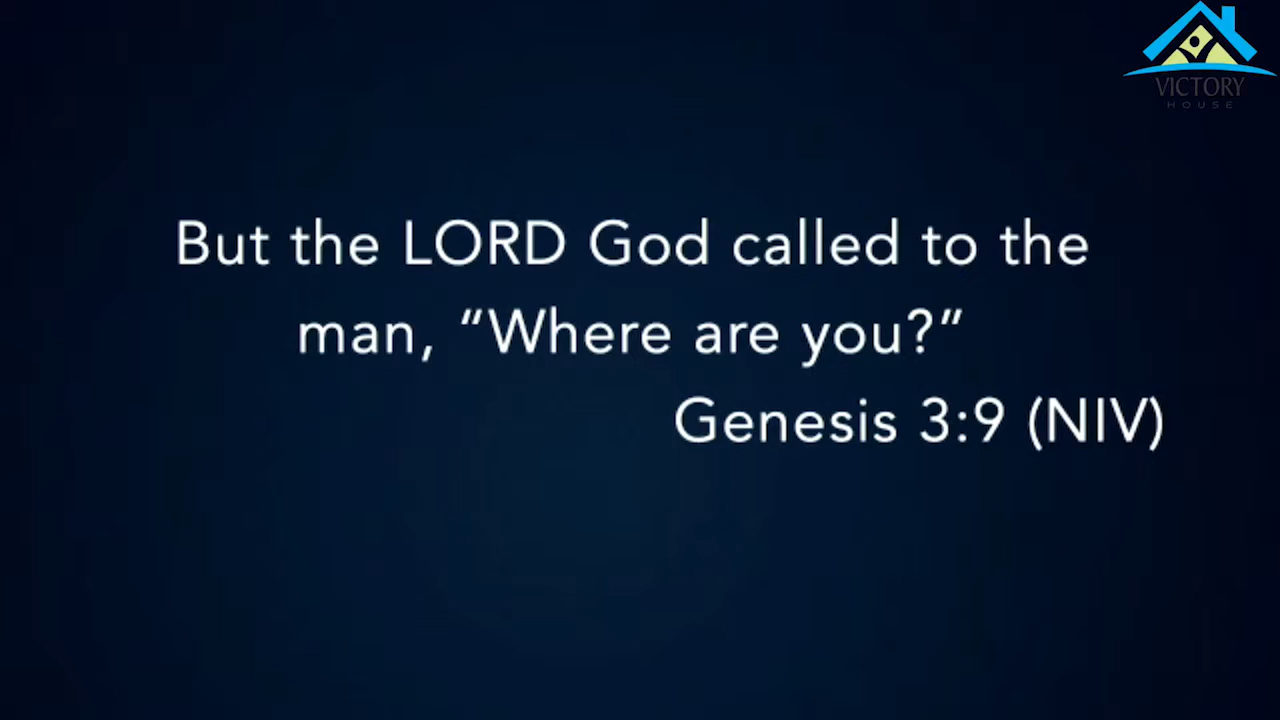 VICTORY
HOUSE
But the LORD God called to the
man, “Where are you?”
Genesis 3:9 (NIV)